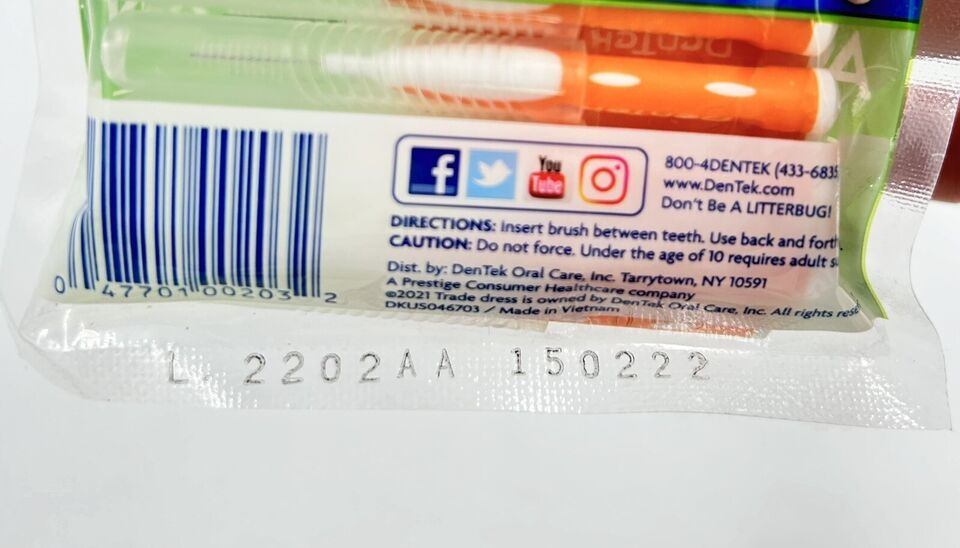 DenTek
You
Tube
800-4DENTEK (433-6835
www.DenTek.com
Don't Be A LITTERBUG!
DIRECTIONS: insert brush between teeth. Use back and forth
CAUTION: Do not force. Under the age of 10 requires adult
Dist. by: DenTek Oral Care, Inc. Tarrytown, NY 10591
A Prestige Consumer Healthcare company
©2021 Trade dress is owned by DenTek Oral Care, Inc. All rights
DKUS046703 / Made in Vietnam
0 47701 00203 2
L 2202AA 150222